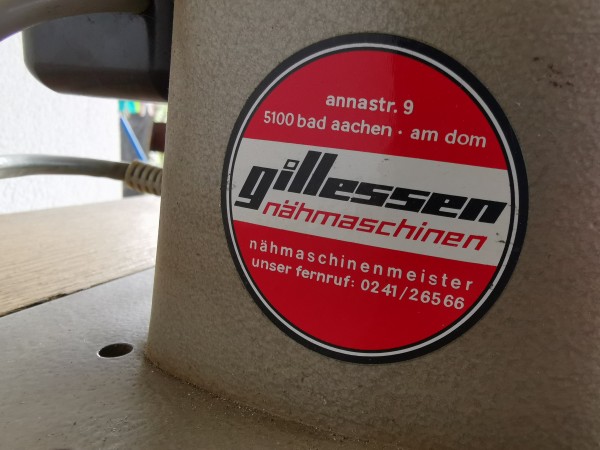 annastr. 9
5100 bad aachen · am dom
gillessen
nähmaschinen
nähmaschinenmeister
unser fernruf: 0241/26566